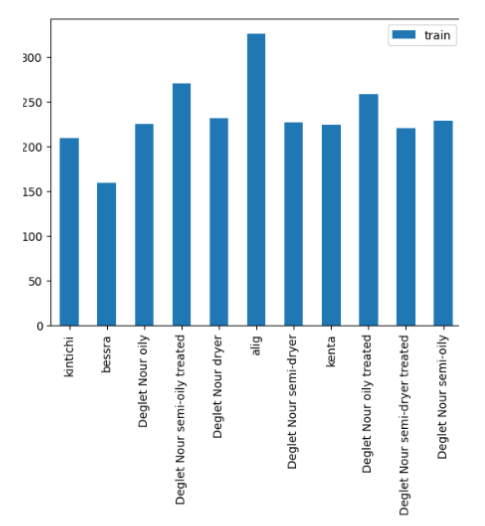 train
300
250
200
150
100
50
0
kintichi
bessra
Deglet Nour oily
Deglet Nour semi-oily treated
Deglet Nour dryer
alig
Deglet Nour semi-dryer
kenta
Deglet Nour oily treated
Deglet Nour semi-dryer treated
Deglet Nour semi-oily